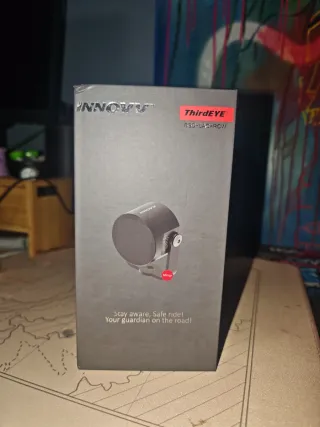 INNOVV
ThirdEYE
Stay aware, Safe ride!
Your guardian on the road!